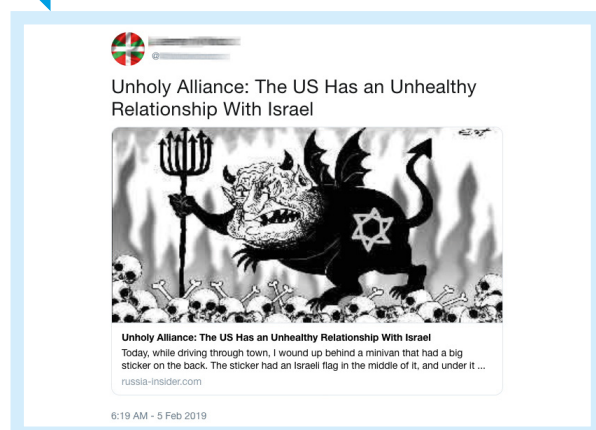 @
Unholy Alliance: The US Has an Unhealthy
Relationship With Israel
Unholy Alliance: The US Has an Unhealthy Relationship With Israel
Today, while driving through town, I wound up behind a minivan that had a big
sticker on the back. The sticker had an Israeli flag in the middle of it, and under it ...
russia-insider.com
6:19 AM - 5 Feb 2019